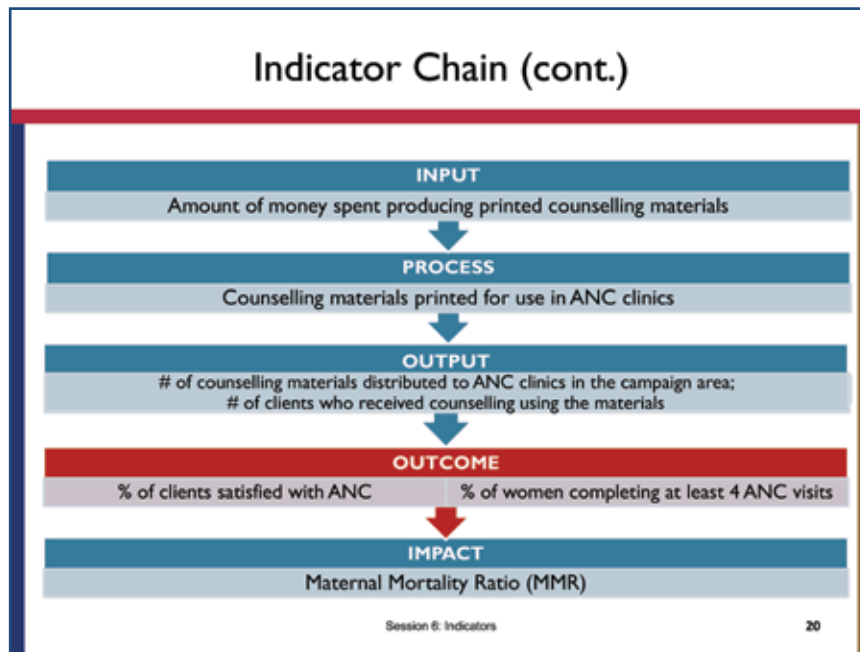 Indicator Chain (cont.)
INPUT
Amount of money spent producing printed counselling materials
PROCESS
Counselling materials printed for use in ANC clinics
OUTPUT
# of counselling materials distributed to ANC clinics in the campaign area;
# of clients who received counselling using the materials
OUTCOME
% of clients satisfied with ANC
% of women completing at least 4 ANC visits
IMPACT
Maternal Mortality Ratio (MMR)
Session 6: Indicators
20